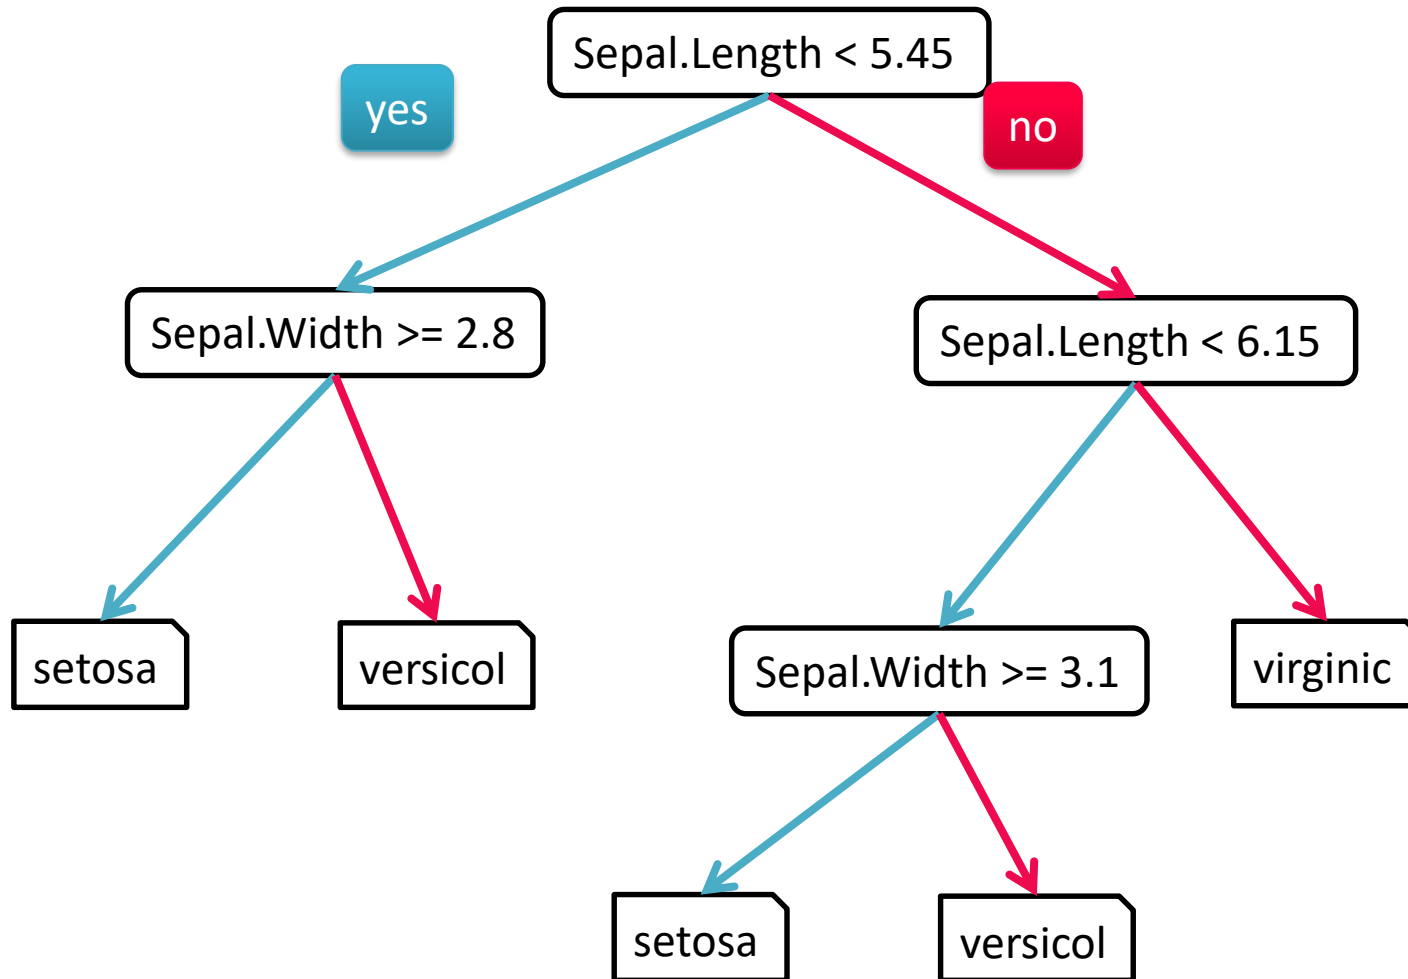 Sepal.Length < 5.45
yes
no
Sepal.Width >= 2.8
Sepal.Length < 6.15
setosa
versicol
Sepal.Width >= 3.1
virginic
setosa
versicol